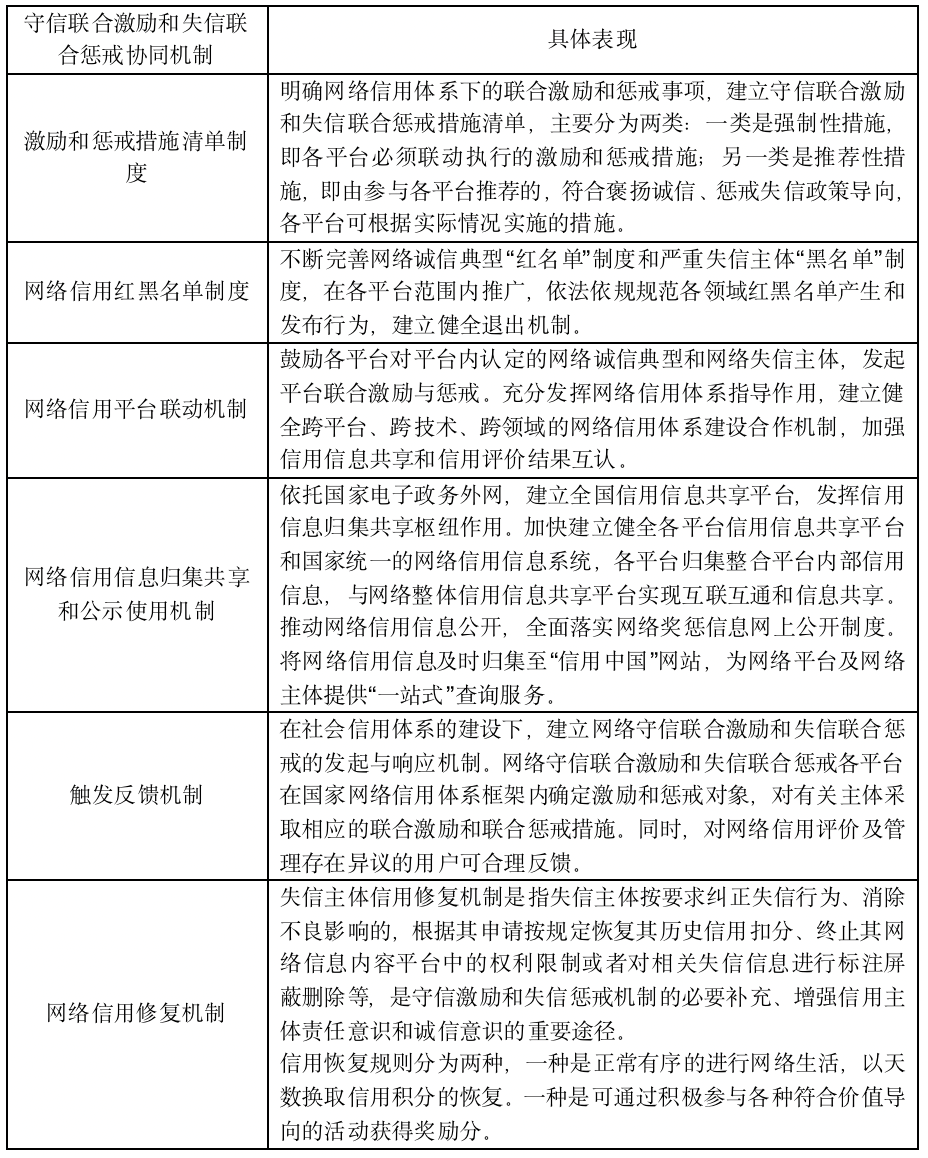 守信联合激励和失信联
合惩戒协同机制
具体表现
激励和惩戒措施清单制
度
明确网络信用体系下的联合激励和惩戒事项，建立守信联合激励
和失信联合惩戒措施清单，主要分为两类：一类是强制性措施，
即各平台必须联动执行的激励和惩戒措施；另一类是推荐性措
施，即由参与各平台推荐的，符合褒扬诚信、惩戒失信政策导向，
各平台可根据实际情况实施的措施。
网络信用红黑名单制度
不断完善网络诚信典型“红名单”制度和严重失信主体“黑名单”制
度，在各平台范围内推广，依法依规规范各领域红黑名单产生和
发布行为，建立健全退出机制。
网络信用平台联动机制
鼓励各平台对平台内认定的网络诚信典型和网络失信主体，发起
平台联合激励与惩戒。充分发挥网络信用体系指导作用，建立健
全跨平台、跨技术、跨领域的网络信用体系建设合作机制，加强
信用信息共享和信用评价结果互认。
网络信用信息归集共享
和公示使用机制
依托国家电子政务外网，建立全国信用信息共享平台，发挥信用
信息归集共享枢纽作用。加快建立健全各平台信用信息共享平台
和国家统一的网络信用信息系统，各平台归集整合平台内部信用
信息，与网络整体信用信息共享平台实现互联互通和信息共享。
推动网络信用信息公开，全面落实网络奖惩信息网上公开制度。
将网络信用信息及时归集至“信用中国”网站，为网络平台及网络
主体提供“一站式”查询服务。
触发反馈机制
在社会信用体系的建设下，建立网络守信联合激励和失信联合惩
戒的发起与响应机制。网络守信联合激励和失信联合惩戒各平台
在国家网络信用体系框架内确定激励和惩戒对象，对有关主体采
取相应的联合激励和联合惩戒措施。同时，对网络信用评价及管
理存在异议的用户可合理反馈。
网络信用修复机制
失信主体信用修复机制是指失信主体按要求纠正失信行为、消除
不良影响的，根据其申请按规定恢复其历史信用扣分、终止其网
络信息内容平台中的权利限制或者对相关失信信息进行标注屏
蔽删除等，是守信激励和失信惩戒机制的必要补充、增强信用主
体责任意识和诚信意识的重要途径。
信用恢复规则分为两种，一种是正常有序的进行网络生活，以天
数换取信用积分的恢复。一种是可通过积极参与各种符合价值导
向的活动获得奖励分。